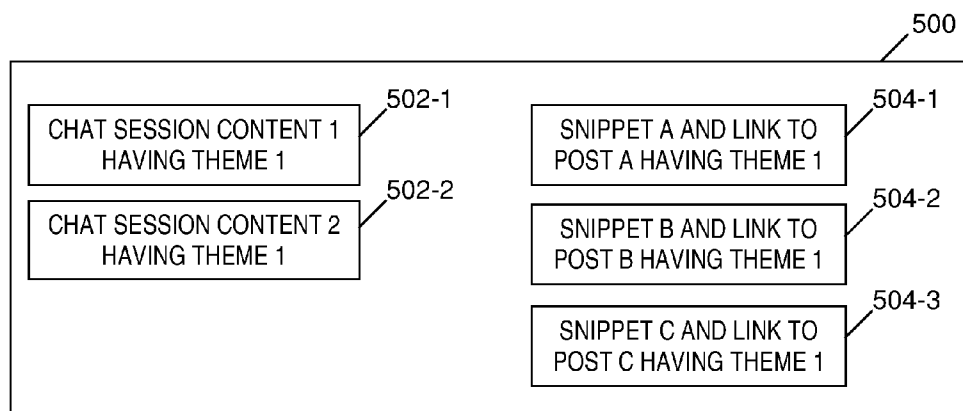 500
502-1
CHAT SESSION CONTENT 1
HAVING THEME 1
502-2
CHAT SESSION CONTENT 2
HAVING THEME 1
504-1
SNIPPET A AND LINK TO
POST A HAVING THEME 1
504-2
SNIPPET B AND LINK TO
POST B HAVING THEME 1
504-3
SNIPPET C AND LINK TO
POST C HAVING THEME 1